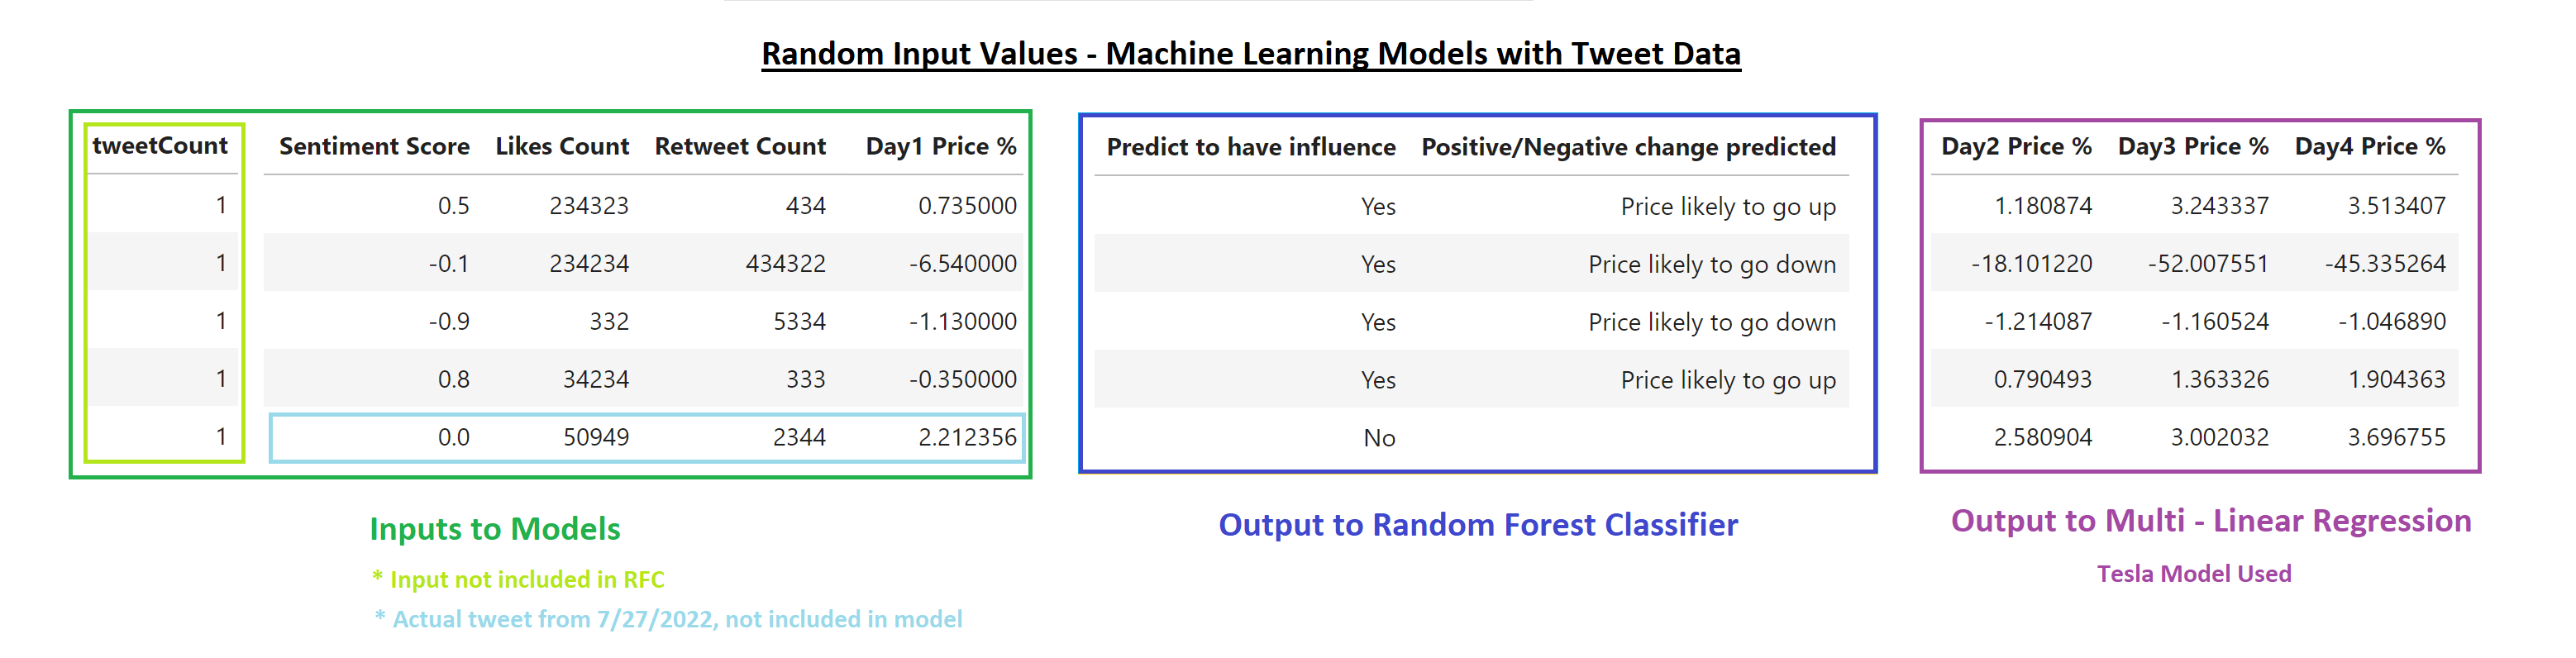 Random Input Values - Machine Learning Models with Tweet Data
tweetCount Sentiment Score Likes Count Retweet Count Day1 Price % Predict to have influence Positive/Negative change predicted Day2 Price % Day3 Price % Day4 Price %
1 0.5 234323 434 0.735000 Yes Price likely to go up 1.180874 3.243337 3.513407
1 -0.1 234234 434322 -6.540000 Yes Price likely to go down -18.101220 -52.007551 -45.335264
1 -0.9 332 5334 -1.130000 Yes Price likely to go down -1.214087 -1.160524 -1.046890
1 0.8 34234 333 -0.350000 Yes Price likely to go up 0.790493 1.363326 1.904363
1 0.0 50949 2344 2.212356 No 2.580904 3.002032 3.696755
Inputs to Models
* Input not included in RFC
* Actual tweet from 7/27/2022, not included in model
Output to Random Forest Classifier
Output to Multi - Linear Regression
Tesla Model Used